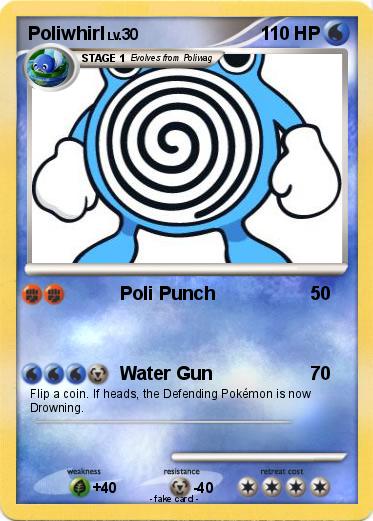 Poliwhirl LV.30 110 HP
STAGE 1 Evolves from Poliwag
Poli Punch 50
Water Gun 70
Flip a coin. If heads, the Defending Pokémon is now
Drowning.
weakness resistance retreat cost
+40 -40
- fake card -